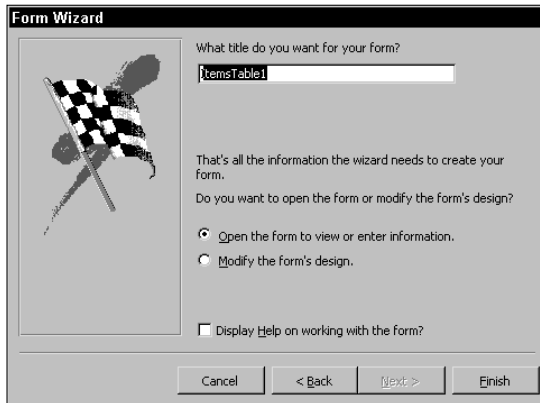 Form Wizard
What title do you want for your form?
ItemsTable1
That's all the information the wizard needs to create your
form.
Do you want to open the form or modify the form's design?
Open the form to view or enter information.
Modify the form's design.
Display Help on working with the form?
Cancel
< Back
Next >
Finish